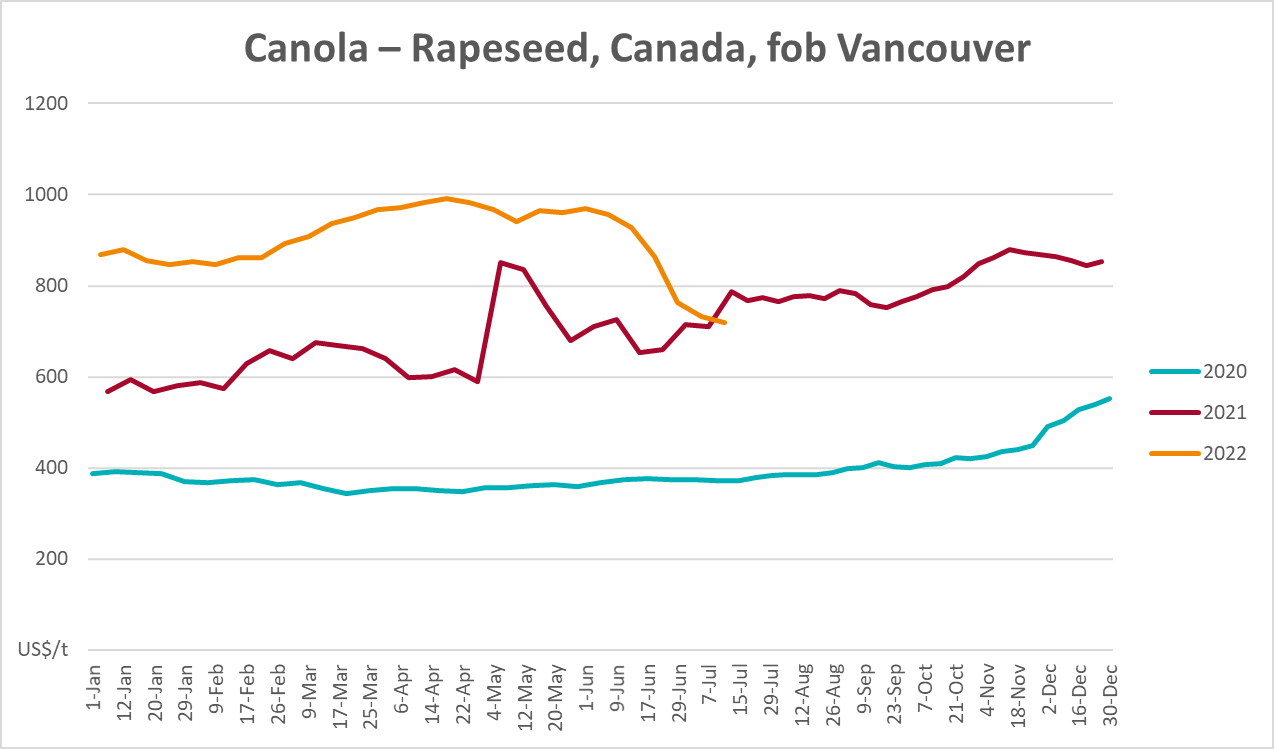 Canola – Rapeseed, Canada, fob Vancouver
1200
1000
800
600
400
200
US$/t
1-Jan
12-Jan
20-Jan
29-Jan
9-Feb
17-Feb
26-Feb
9-Mar
17-Mar
25-Mar
6-Apr
14-Apr
22-Apr
4-May
12-May
20-May
1-Jun
9-Jun
17-Jun
29-Jun
7-Jul
15-Jul
29-Jul
12-Aug
26-Aug
9-Sep
23-Sep
7-Oct
21-Oct
4-Nov
18-Nov
2-Dec
16-Dec
30-Dec
2020
2021
2022